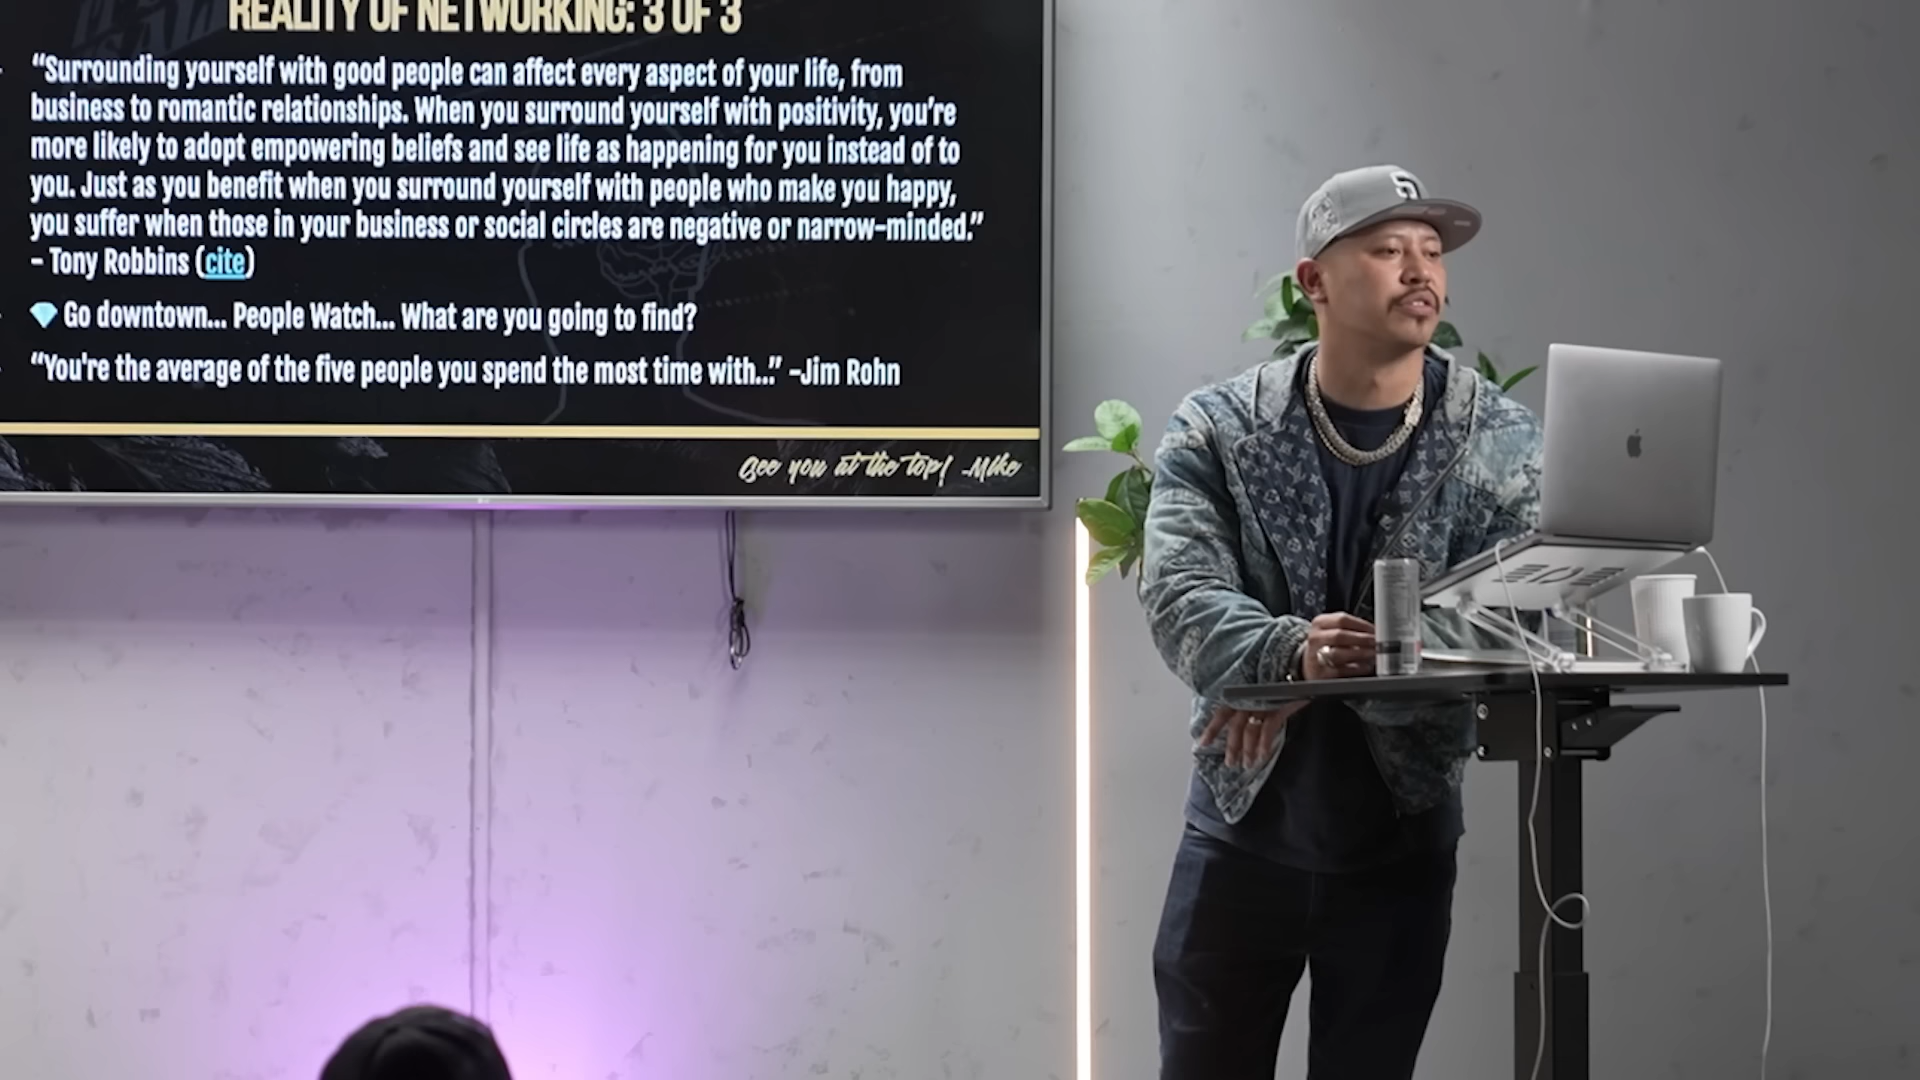 REALITY OF NETWORKING: 3 OF 3
“Surrounding yourself with good people can affect every aspect of your life, from
business to romantic relationships. When you surround yourself with positivity, you’re
more likely to adopt empowering beliefs and see life as happening for you instead of to
you. Just as you benefit when you surround yourself with people who make you happy,
you suffer when those in your business or social circles are negative or narrow-minded.”
- Tony Robbins (cite)
Go downtown... People Watch... What are you going to find?
“You're the average of the five people you spend the most time with...” -Jim Rohn
See you at the top! -Mike